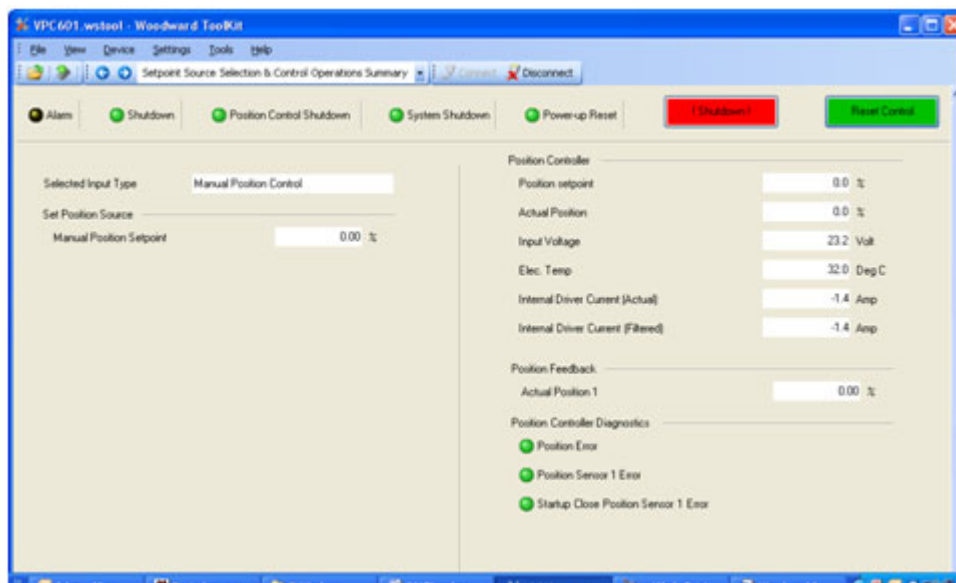 VPC601.wstool - Woodward ToolKit
File View Device Settings Tools Help
Setpoint Source Selection & Control Operations Summary Connect Disconnect
Alarm Shutdown Position Control Shutdown System Shutdown Power-up Reset ! Shutdown ! Reset Control
Selected Input Type Manual Position Control
Set Position Source
Manual Position Setpoint 0.00 %
Position Controller
Position setpoint 0.0 %
Actual Position 0.0 %
Input Voltage 23.2 Volt
Elec. Temp 32.0 Deg C
Internal Driver Current (Actual) -1.4 Amp
Internal Driver Current (Filtered) -1.4 Amp
Position Feedback
Actual Position 1 0.00 %
Position Controller Diagnostics
Position Error
Position Sensor 1 Error
Startup Close Position Sensor 1 Error